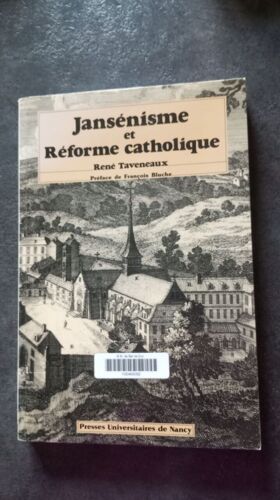 Jansénisme
et
Réforme catholique
René Taveneaux
Préface de François Bluche
Presses Universitaires de Nancy